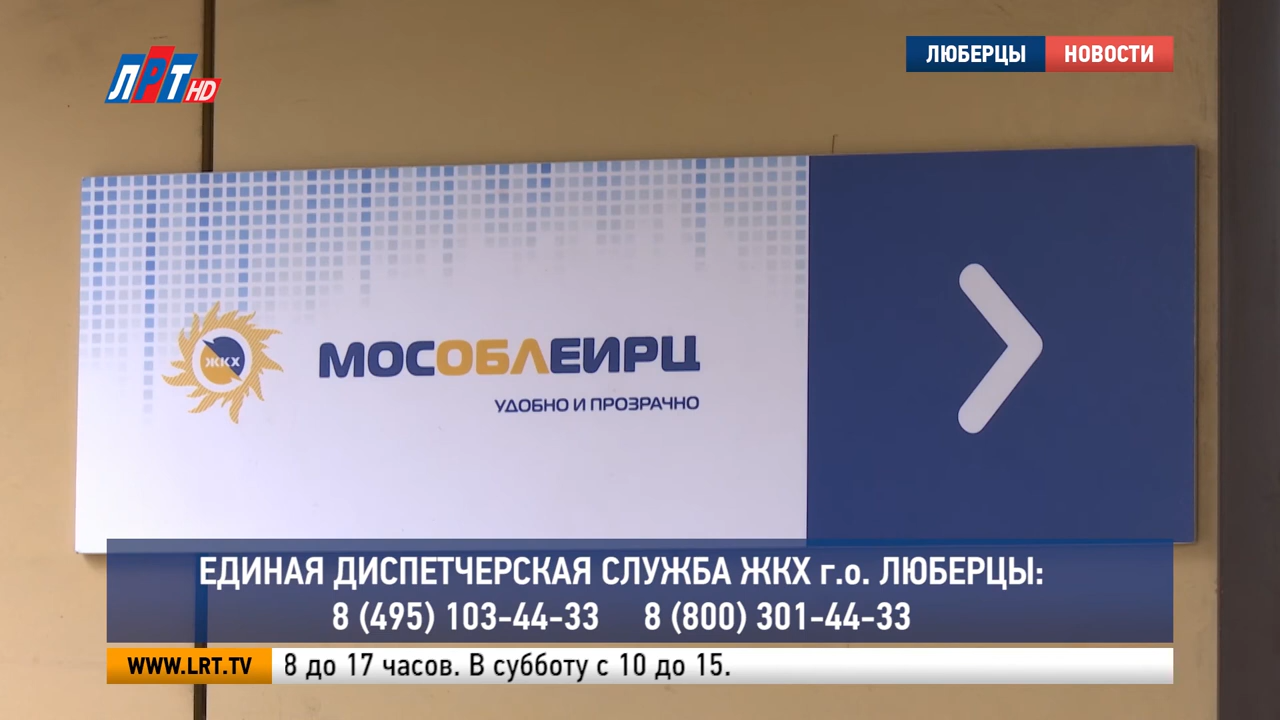 ЛРТ HD
ЛЮБЕРЦЫ НОВОСТИ
ЖКХ
МОСОБЛЕИРЦ
УДОБНО И ПРОЗРАЧНО
ЕДИНАЯ ДИСПЕТЧЕРСКАЯ СЛУЖБА ЖКХ г.о. ЛЮБЕРЦЫ:
8 (495) 103-44-33 8 (800) 301-44-33
WWW.LRT.TV 8 до 17 часов. В субботу с 10 до 15.